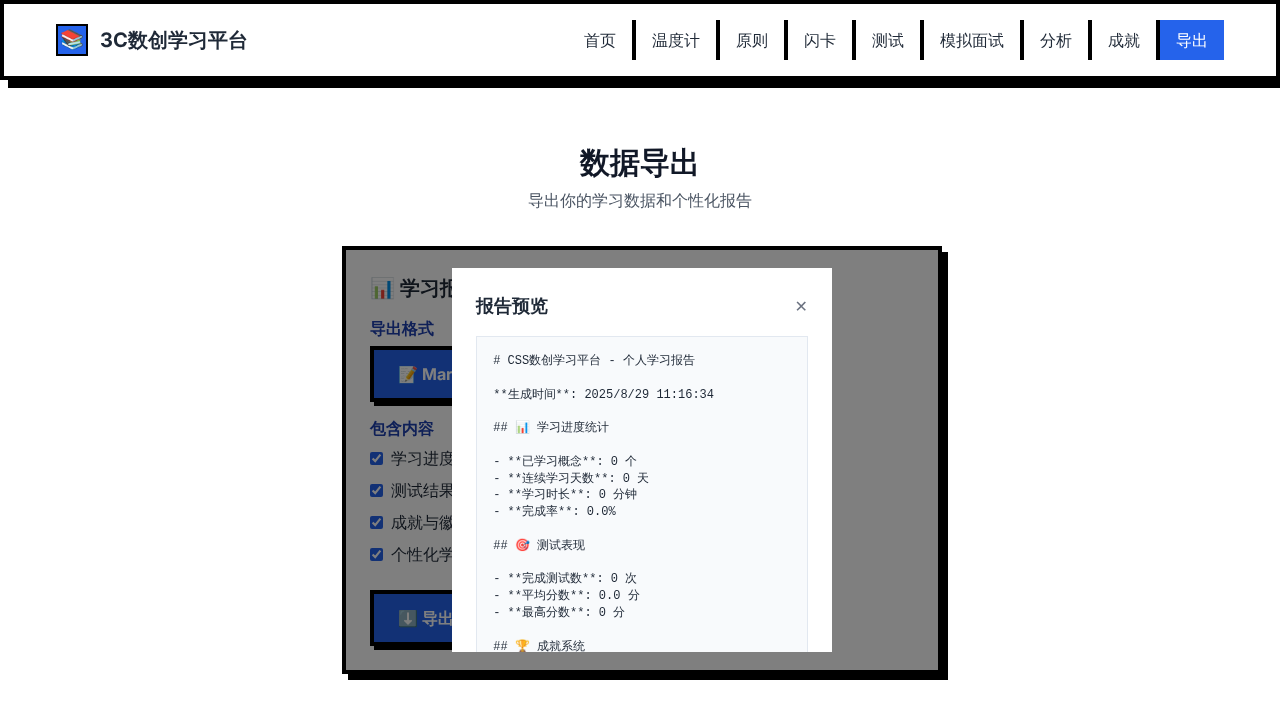 3C数创学习平台
首页
温度计
原则
闪卡
测试
模拟面试
分析
成就
导出
数据导出
导出你的学习数据和个性化报告
学习报
导出格式
Mar
包含内容
学习进度
测试结果
成就与徽
个性化学
导出
报告预览
×
# CSS数创学习平台 - 个人学习报告
**生成时间**: 2025/8/29 11:16:34
## 📊 学习进度统计
- **已学习概念**: 0 个
- **连续学习天数**: 0 天
- **学习时长**: 0 分钟
- **完成率**: 0.0%
## 🎯 测试表现
- **完成测试数**: 0 次
- **平均分数**: 0.0 分
- **最高分数**: 0 分
## 🏆 成就系统